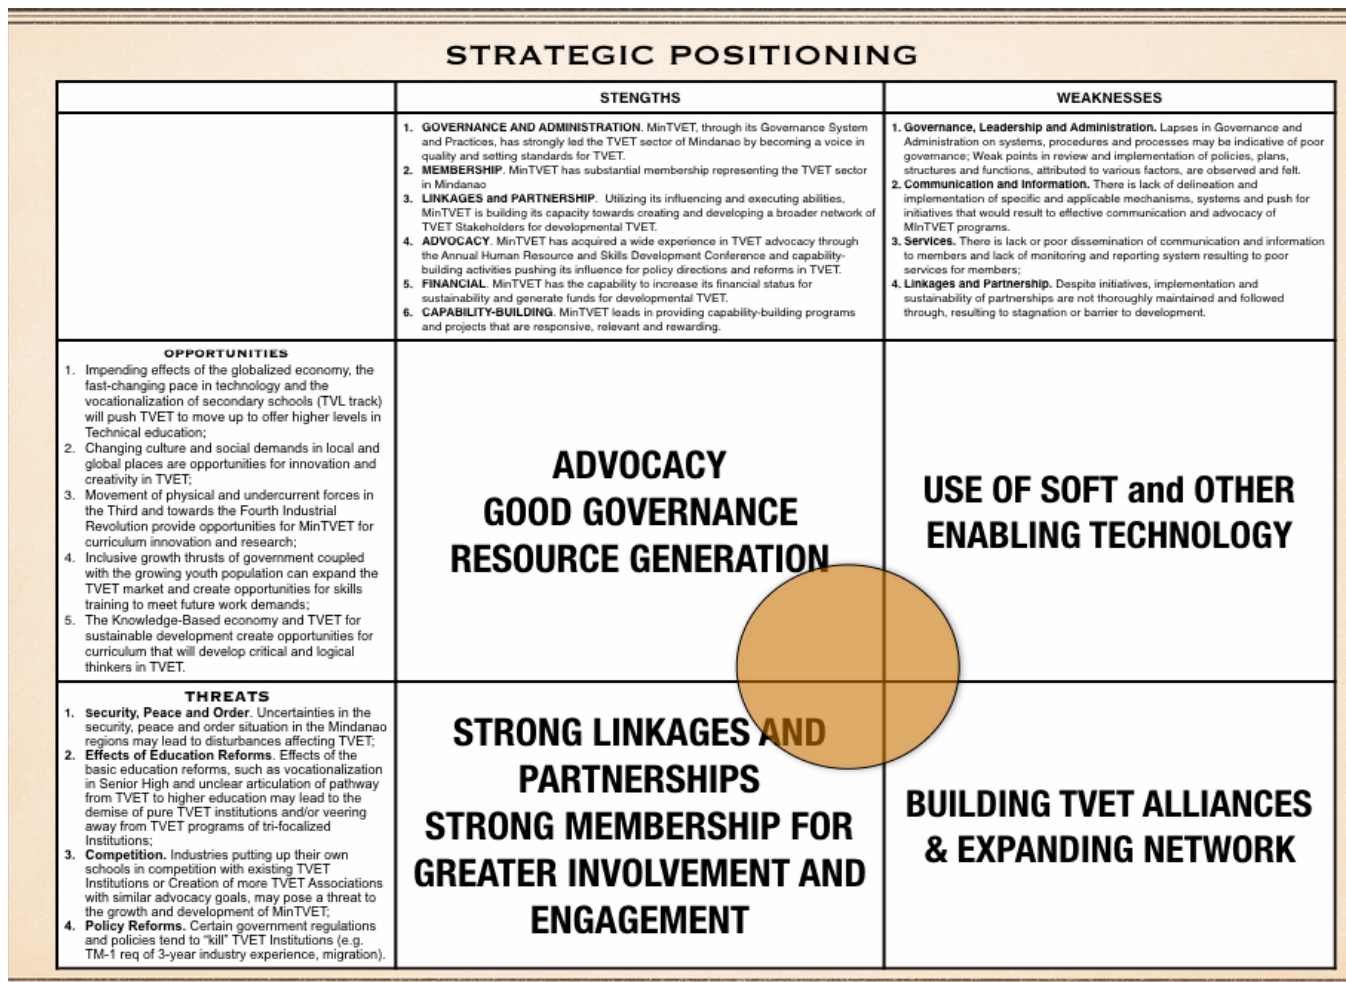 STRATEGIC POSITIONING
STENGTHS
WEAKNESSES
1. GOVERNANCE AND ADMINISTRATION. MinTVET, through its Governance System
and Practices, has strongly led the TVET sector of Mindanao by becoming a voice in
quality and setting standards for TVET.
2. MEMBERSHIP. MinTVET has substantial membership representing the TVET sector
in Mindanao
3. LINKAGES and PARTNERSHIP. Utilizing its influencing and executing abilities,
MinTVET is building its capacity towards creating and developing a broader network of
TVET Stakeholders for developmental TVET.
4. ADVOCACY. MinTVET has acquired a wide experience in TVET advocacy through
the Annual Human Resource and Skills Development Conference and capability-
building activities pushing its influence for policy directions and reforms in TVET.
5. FINANCIAL. MinTVET has the capability to increase its financial status for
sustainability and generate funds for developmental TVET.
6. CAPABILITY-BUILDING. MinTVET leads in providing capability-building programs
and projects that are responsive, relevant and rewarding.
1. Governance, Leadership and Administration. Lapses in Governance and
Administration on systems, procedures and processes may be indicative of poor
governance; Weak points in review and implementation of policies, plans,
structures and functions, attributed to various factors, are observed and felt.
2. Communication and Information. There is lack of delineation and
implementation of specific and applicable mechanisms, systems and push for
initiatives that would result to effective communication and advocacy of
MInTVET programs.
3. Services. There is lack or poor dissemination of communication and information
to members and lack of monitoring and reporting system resulting to poor
services for members;
4. Linkages and Partnership. Despite initiatives, implementation and
sustainability of partnerships are not thoroughly maintained and followed
through, resulting to stagnation or barrier to development.
OPPORTUNITIES
1. Impending effects of the globalized economy, the
fast-changing pace in technology and the
vocationalization of secondary schools (TVL track)
will push TVET to move up to offer higher levels in
Technical education;
2. Changing culture and social demands in local and
global places are opportunities for innovation and
creativity in TVET;
3. Movement of physical and undercurrent forces in
the Third and towards the Fourth Industrial
Revolution provide opportunities for MinTVET for
curriculum innovation and research;
4. Inclusive growth thrusts of government coupled
with the growing youth population can expand the
TVET market and create opportunities for skills
training to meet future work demands;
5. The Knowledge-Based economy and TVET for
sustainable development create opportunities for
curriculum that will develop critical and logical
thinkers in TVET.
ADVOCACY
GOOD GOVERNANCE
RESOURCE GENERATION
USE OF SOFT and OTHER
ENABLING TECHNOLOGY
THREATS
1. Security, Peace and Order. Uncertainties in the
security, peace and order situation in the Mindanao
regions may lead to disturbances affecting TVET;
2. Effects of Education Reforms. Effects of the
basic education reforms, such as vocationalization
in Senior High and unclear articulation of pathway
from TVET to higher education may lead to the
demise of pure TVET institutions and/or veering
away from TVET programs of tri-focalized
Institutions;
3. Competition. Industries putting up their own
schools in competition with existing TVET
Institutions or Creation of more TVET Associations
with similar advocacy goals, may pose a threat to
the growth and development of MinTVET;
4. Policy Reforms. Certain government regulations
and policies tend to "kill" TVET Institutions (e.g.
TM-1 req of 3-year industry experience, migration).
STRONG LINKAGES AND
PARTNERSHIPS
STRONG MEMBERSHIP FOR
GREATER INVOLVEMENT AND
ENGAGEMENT
BUILDING TVET ALLIANCES
& EXPANDING NETWORK